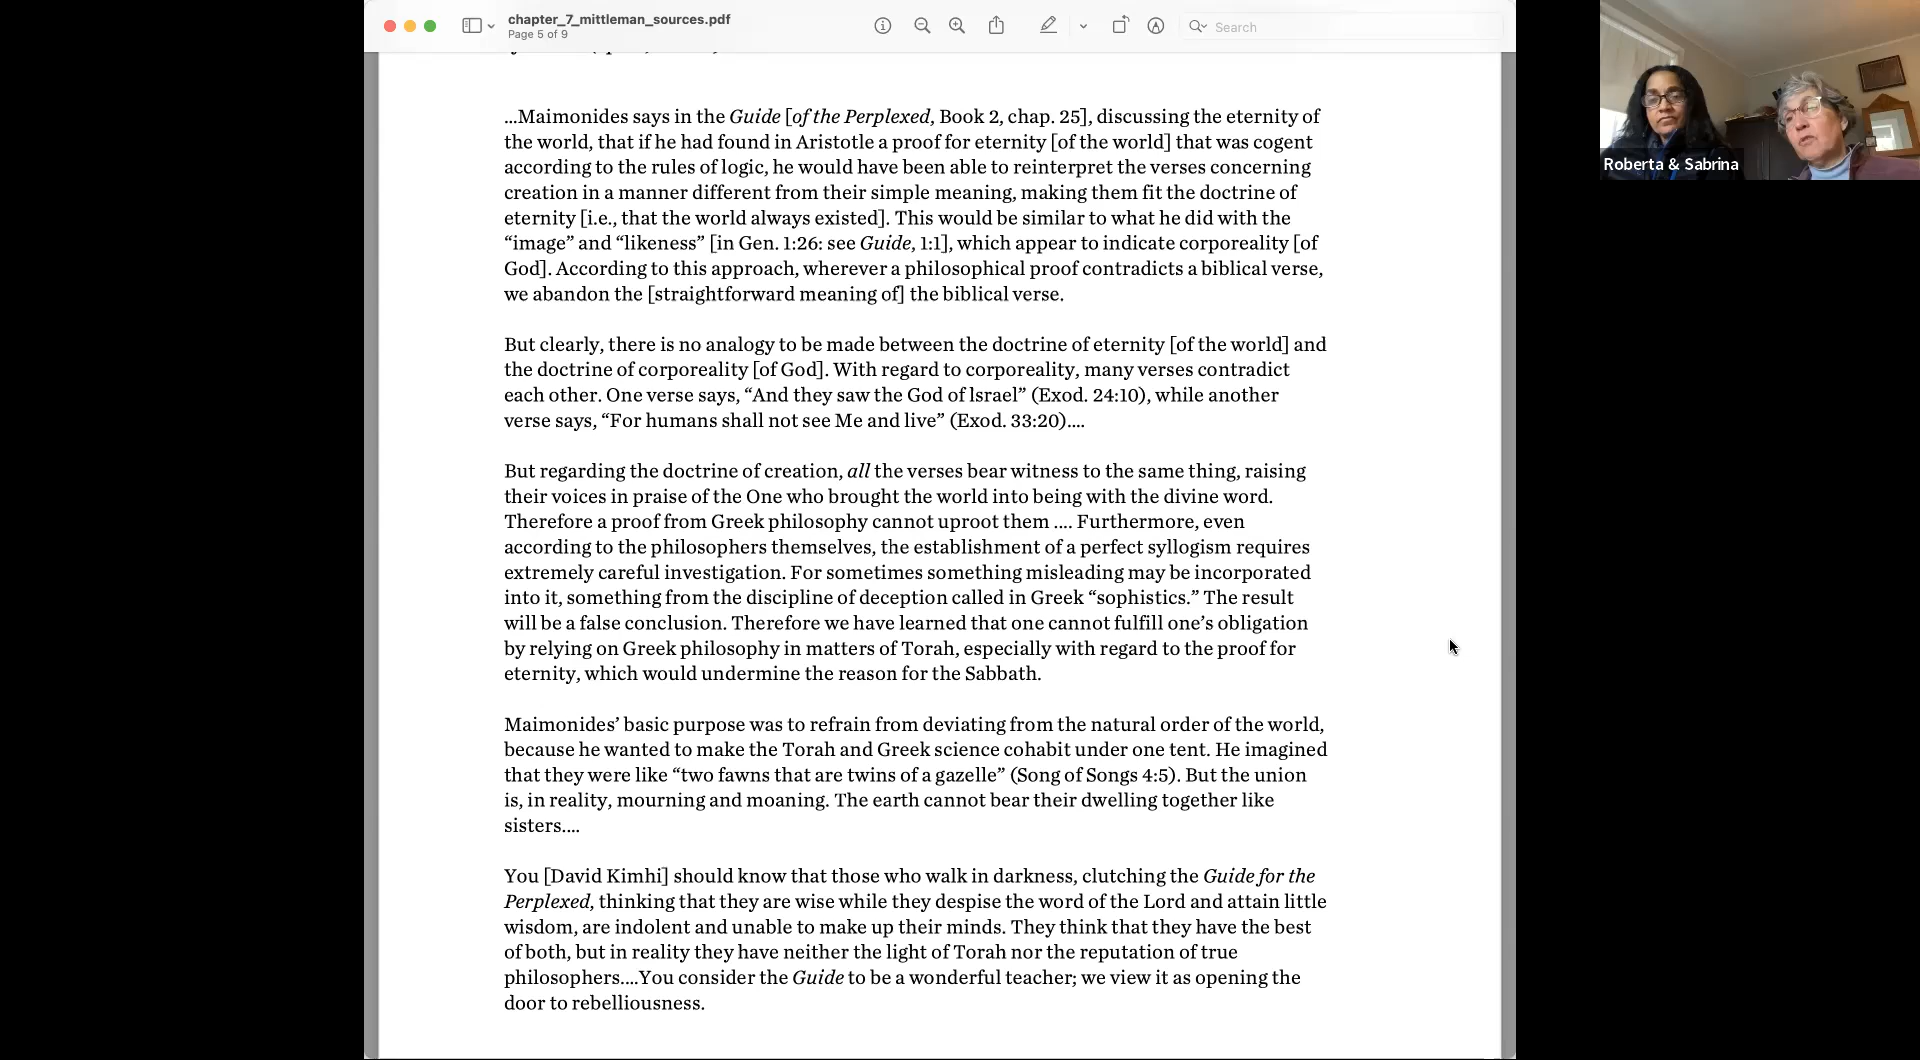 chapter_7_mittleman_sources.pdf
Page 5 of 9
Search
...Maimonides says in the Guide [of the Perplexed, Book 2, chap. 25], discussing the eternity of
the world, that if he had found in Aristotle a proof for eternity [of the world] that was cogent
according to the rules of logic, he would have been able to reinterpret the verses concerning
creation in a manner different from their simple meaning, making them fit the doctrine of
eternity [i.e., that the world always existed]. This would be similar to what he did with the
“image” and “likeness” [in Gen. 1:26: see Guide, 1:1], which appear to indicate corporeality [of
God]. According to this approach, wherever a philosophical proof contradicts a biblical verse,
we abandon the [straightforward meaning of] the biblical verse.
But clearly, there is no analogy to be made between the doctrine of eternity [of the world] and
the doctrine of corporeality [of God]. With regard to corporeality, many verses contradict
each other. One verse says, “And they saw the God of lsrael” (Exod. 24:10), while another
verse says, “For humans shall not see Me and live” (Exod. 33:20)....
But regarding the doctrine of creation, all the verses bear witness to the same thing, raising
their voices in praise of the One who brought the world into being with the divine word.
Therefore a proof from Greek philosophy cannot uproot them .... Furthermore, even
according to the philosophers themselves, the establishment of a perfect syllogism requires
extremely careful investigation. For sometimes something misleading may be incorporated
into it, something from the discipline of deception called in Greek “sophistics.” The result
will be a false conclusion. Therefore we have learned that one cannot fulfill one’s obligation
by relying on Greek philosophy in matters of Torah, especially with regard to the proof for
eternity, which would undermine the reason for the Sabbath.
Maimonides’ basic purpose was to refrain from deviating from the natural order of the world,
because he wanted to make the Torah and Greek science cohabit under one tent. He imagined
that they were like “two fawns that are twins of a gazelle” (Song of Songs 4:5). But the union
is, in reality, mourning and moaning. The earth cannot bear their dwelling together like
sisters....
You [David Kimhi] should know that those who walk in darkness, clutching the Guide for the
Perplexed, thinking that they are wise while they despise the word of the Lord and attain little
wisdom, are indolent and unable to make up their minds. They think that they have the best
of both, but in reality they have neither the light of Torah nor the reputation of true
philosophers....You consider the Guide to be a wonderful teacher; we view it as opening the
door to rebelliousness.
Roberta & Sabrina